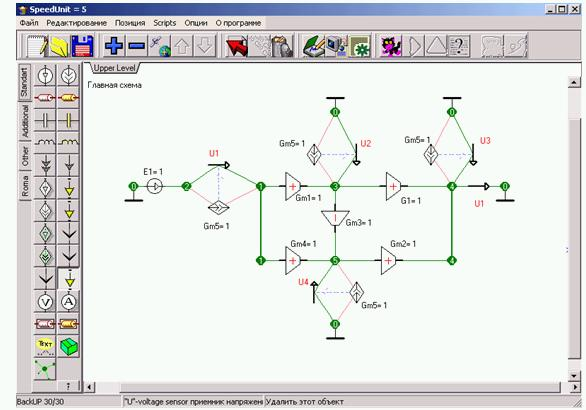 SpeedUnit = 5
Файл Редактирование Позиция Scripts Опции О программе
Standart
Additional
Other
Roma
Upper Level
Главная схема
0
0
Gm5= 1
U2
Gm5= 1
U3
E1= 1
U1
0
2
1
3
4
0
Gm1= 1
G1= 1
U1
Gm5= 1
Gm3= 1
Gm4= 1
Gm2= 1
1
5
4
U4
Gm5= 1
0
V
A
TEXT
?
BackUP 30/30
"U"-voltage sensor приенник напряжени
Удалить этот объект